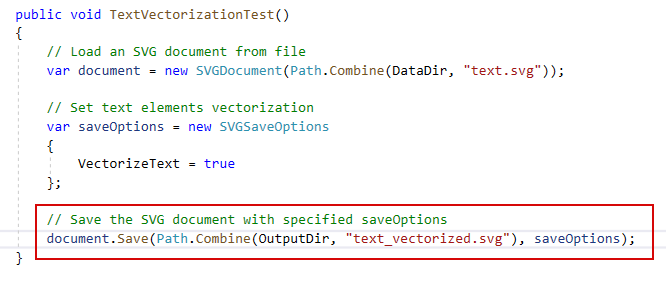 public void TextVectorizationTest()
{
// Load an SVG document from file
var document = new SVGDocument(Path.Combine(DataDir, "text.svg"));
// Set text elements vectorization
var saveOptions = new SVGSaveOptions
{
VectorizeText = true
};
// Save the SVG document with specified saveOptions
document.Save(Path.Combine(OutputDir, "text_vectorized.svg"), saveOptions);
}